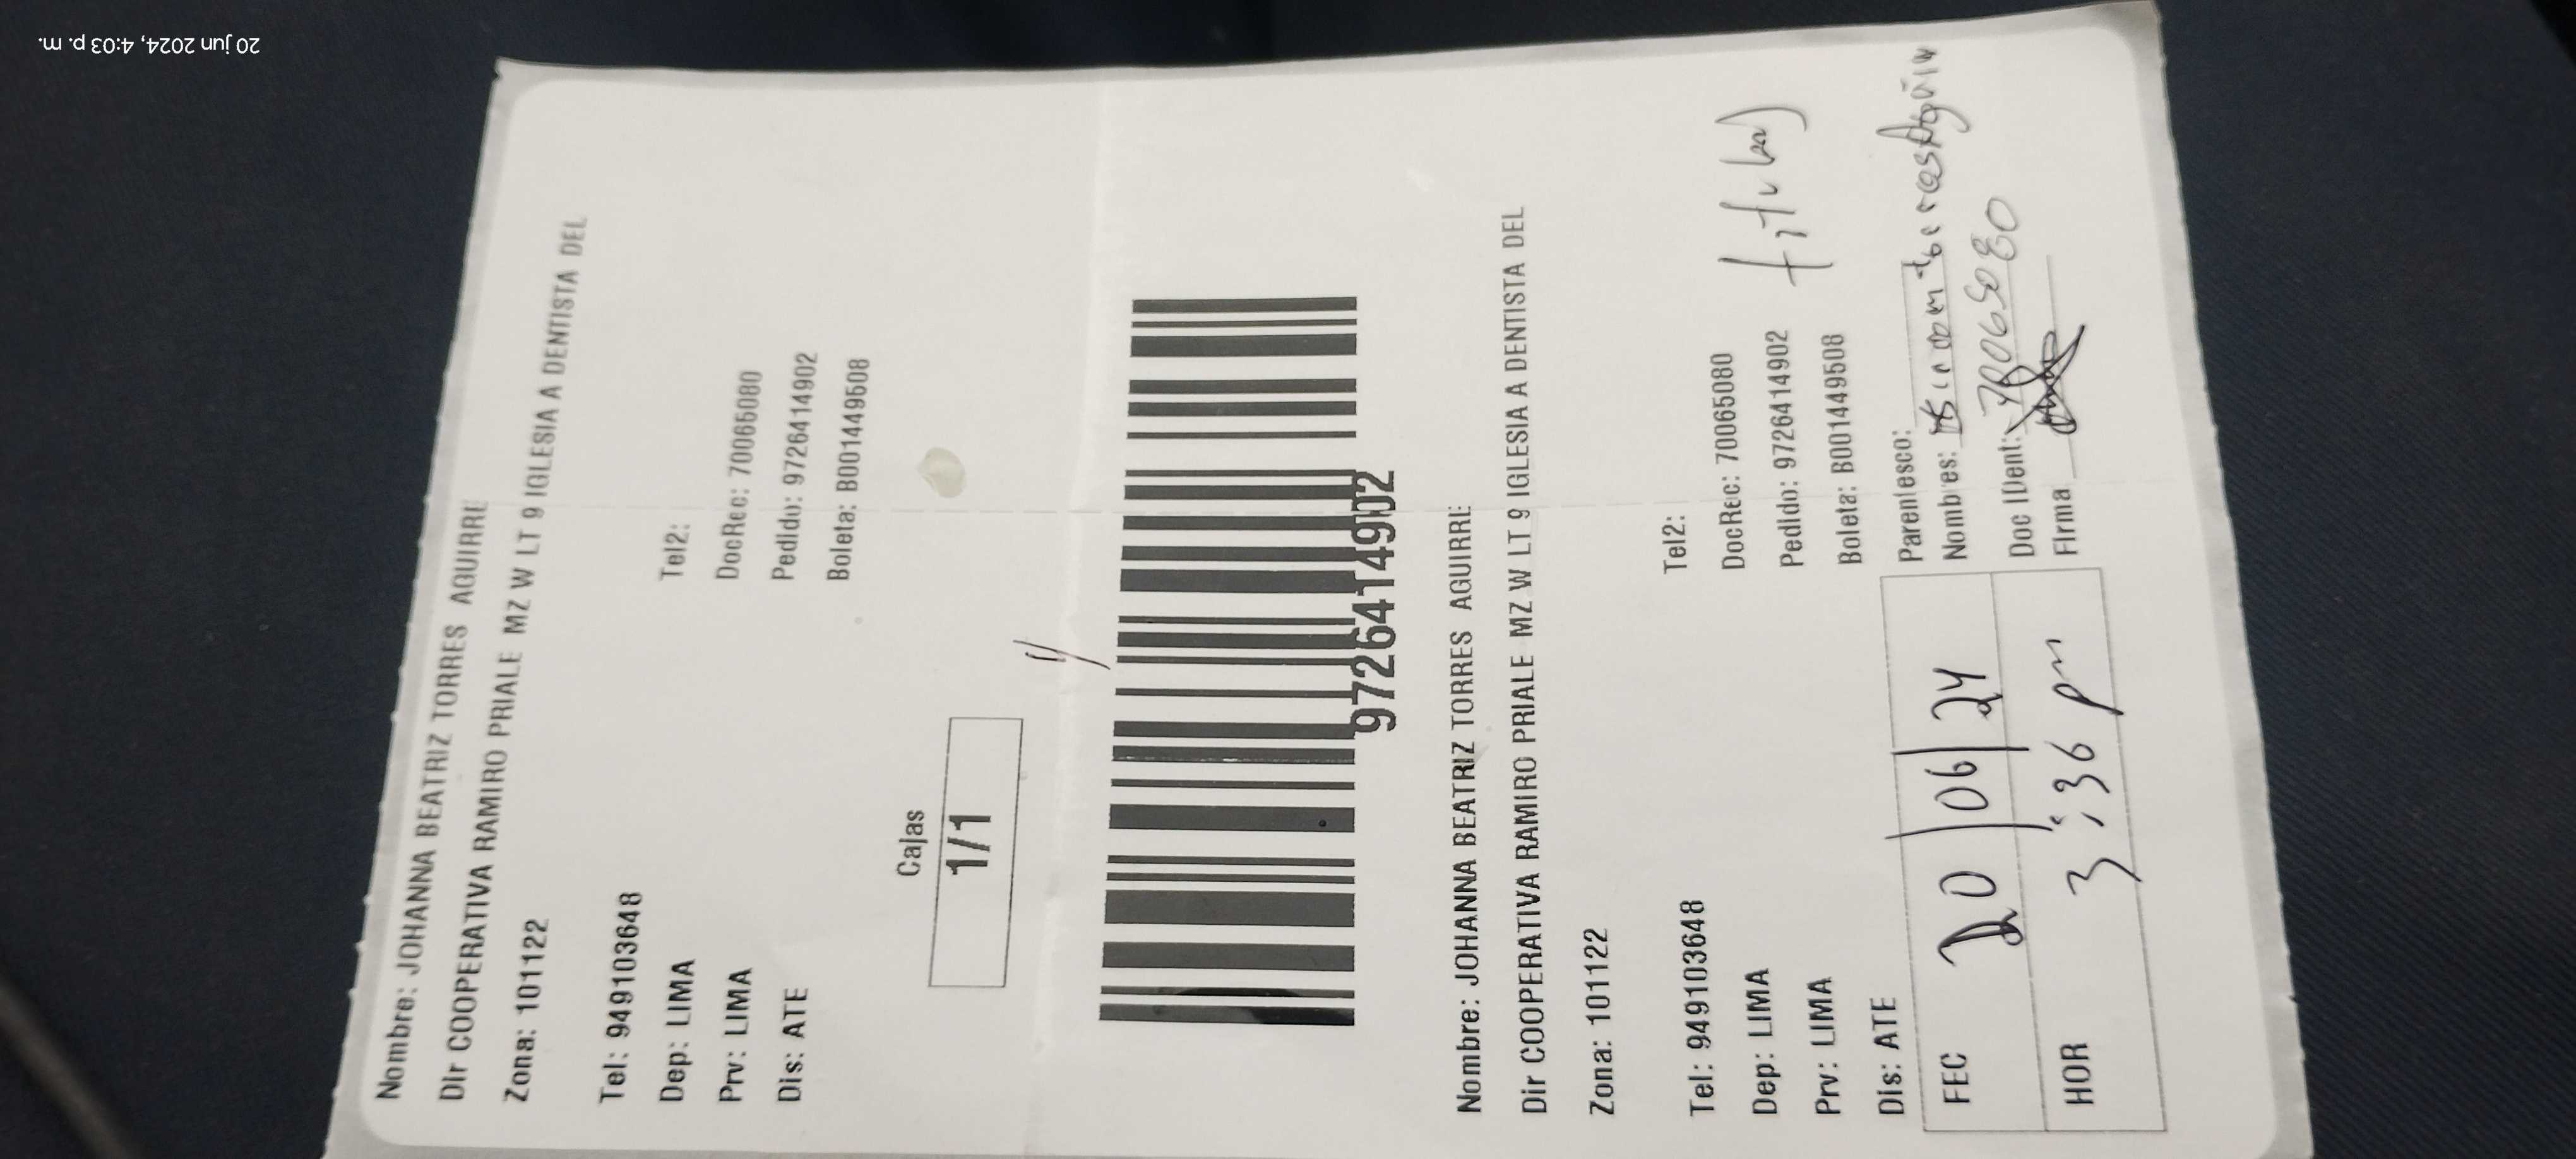 20 jun 2024, 4:03 p. m.
Nombre: JOHANNA BEATRIZ TORRES AGUIRRE
Dir COOPERATIVA RAMIRO PRIALE MZ W LT 9 IGLESIA A DENTISTA DEL
Zona: 101122
Tel: 949103648
Tel2:
Dep: LIMA
DocRec: 70065080
Prv: LIMA
Pedido: 9726414902
Dis: ATE
Boleta: B001449508
Cajas
1/1
9726414902
Nombre: JOHANNA BEATRIZ TORRES AGUIRRE
Dir COOPERATIVA RAMIRO PRIALE MZ W LT 9 IGLESIA A DENTISTA DEL
Zona: 101122
Tel: 949103648
Tel2:
Dep: LIMA
DocRec: 70065080
Prv: LIMA
Pedido: 9726414902
titular
Dis: ATE
Boleta: B001449508
FEC 20/06/24
Parentesco:
Nombres:
HOR 3:36 pm
Doc IDent: 70065080
Firma